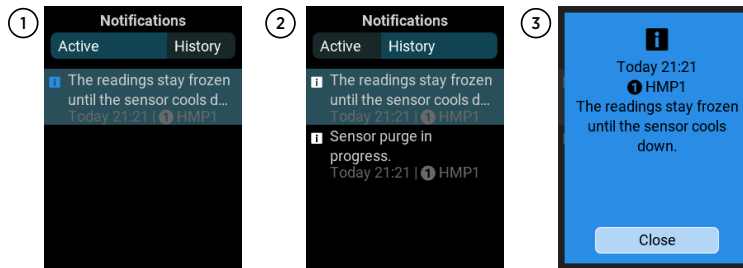 1
Notifications
Active History
i The readings stay frozen
until the sensor cools d...
Today 21:21 | 1 HMP1
2
Notifications
Active History
i The readings stay frozen
until the sensor cools d...
Today 21:21 | 1 HMP1
i Sensor purge in
progress.
Today 21:21 | 1 HMP1
3
i
Today 21:21
1 HMP1
The readings stay frozen
until the sensor cools
down.
Close